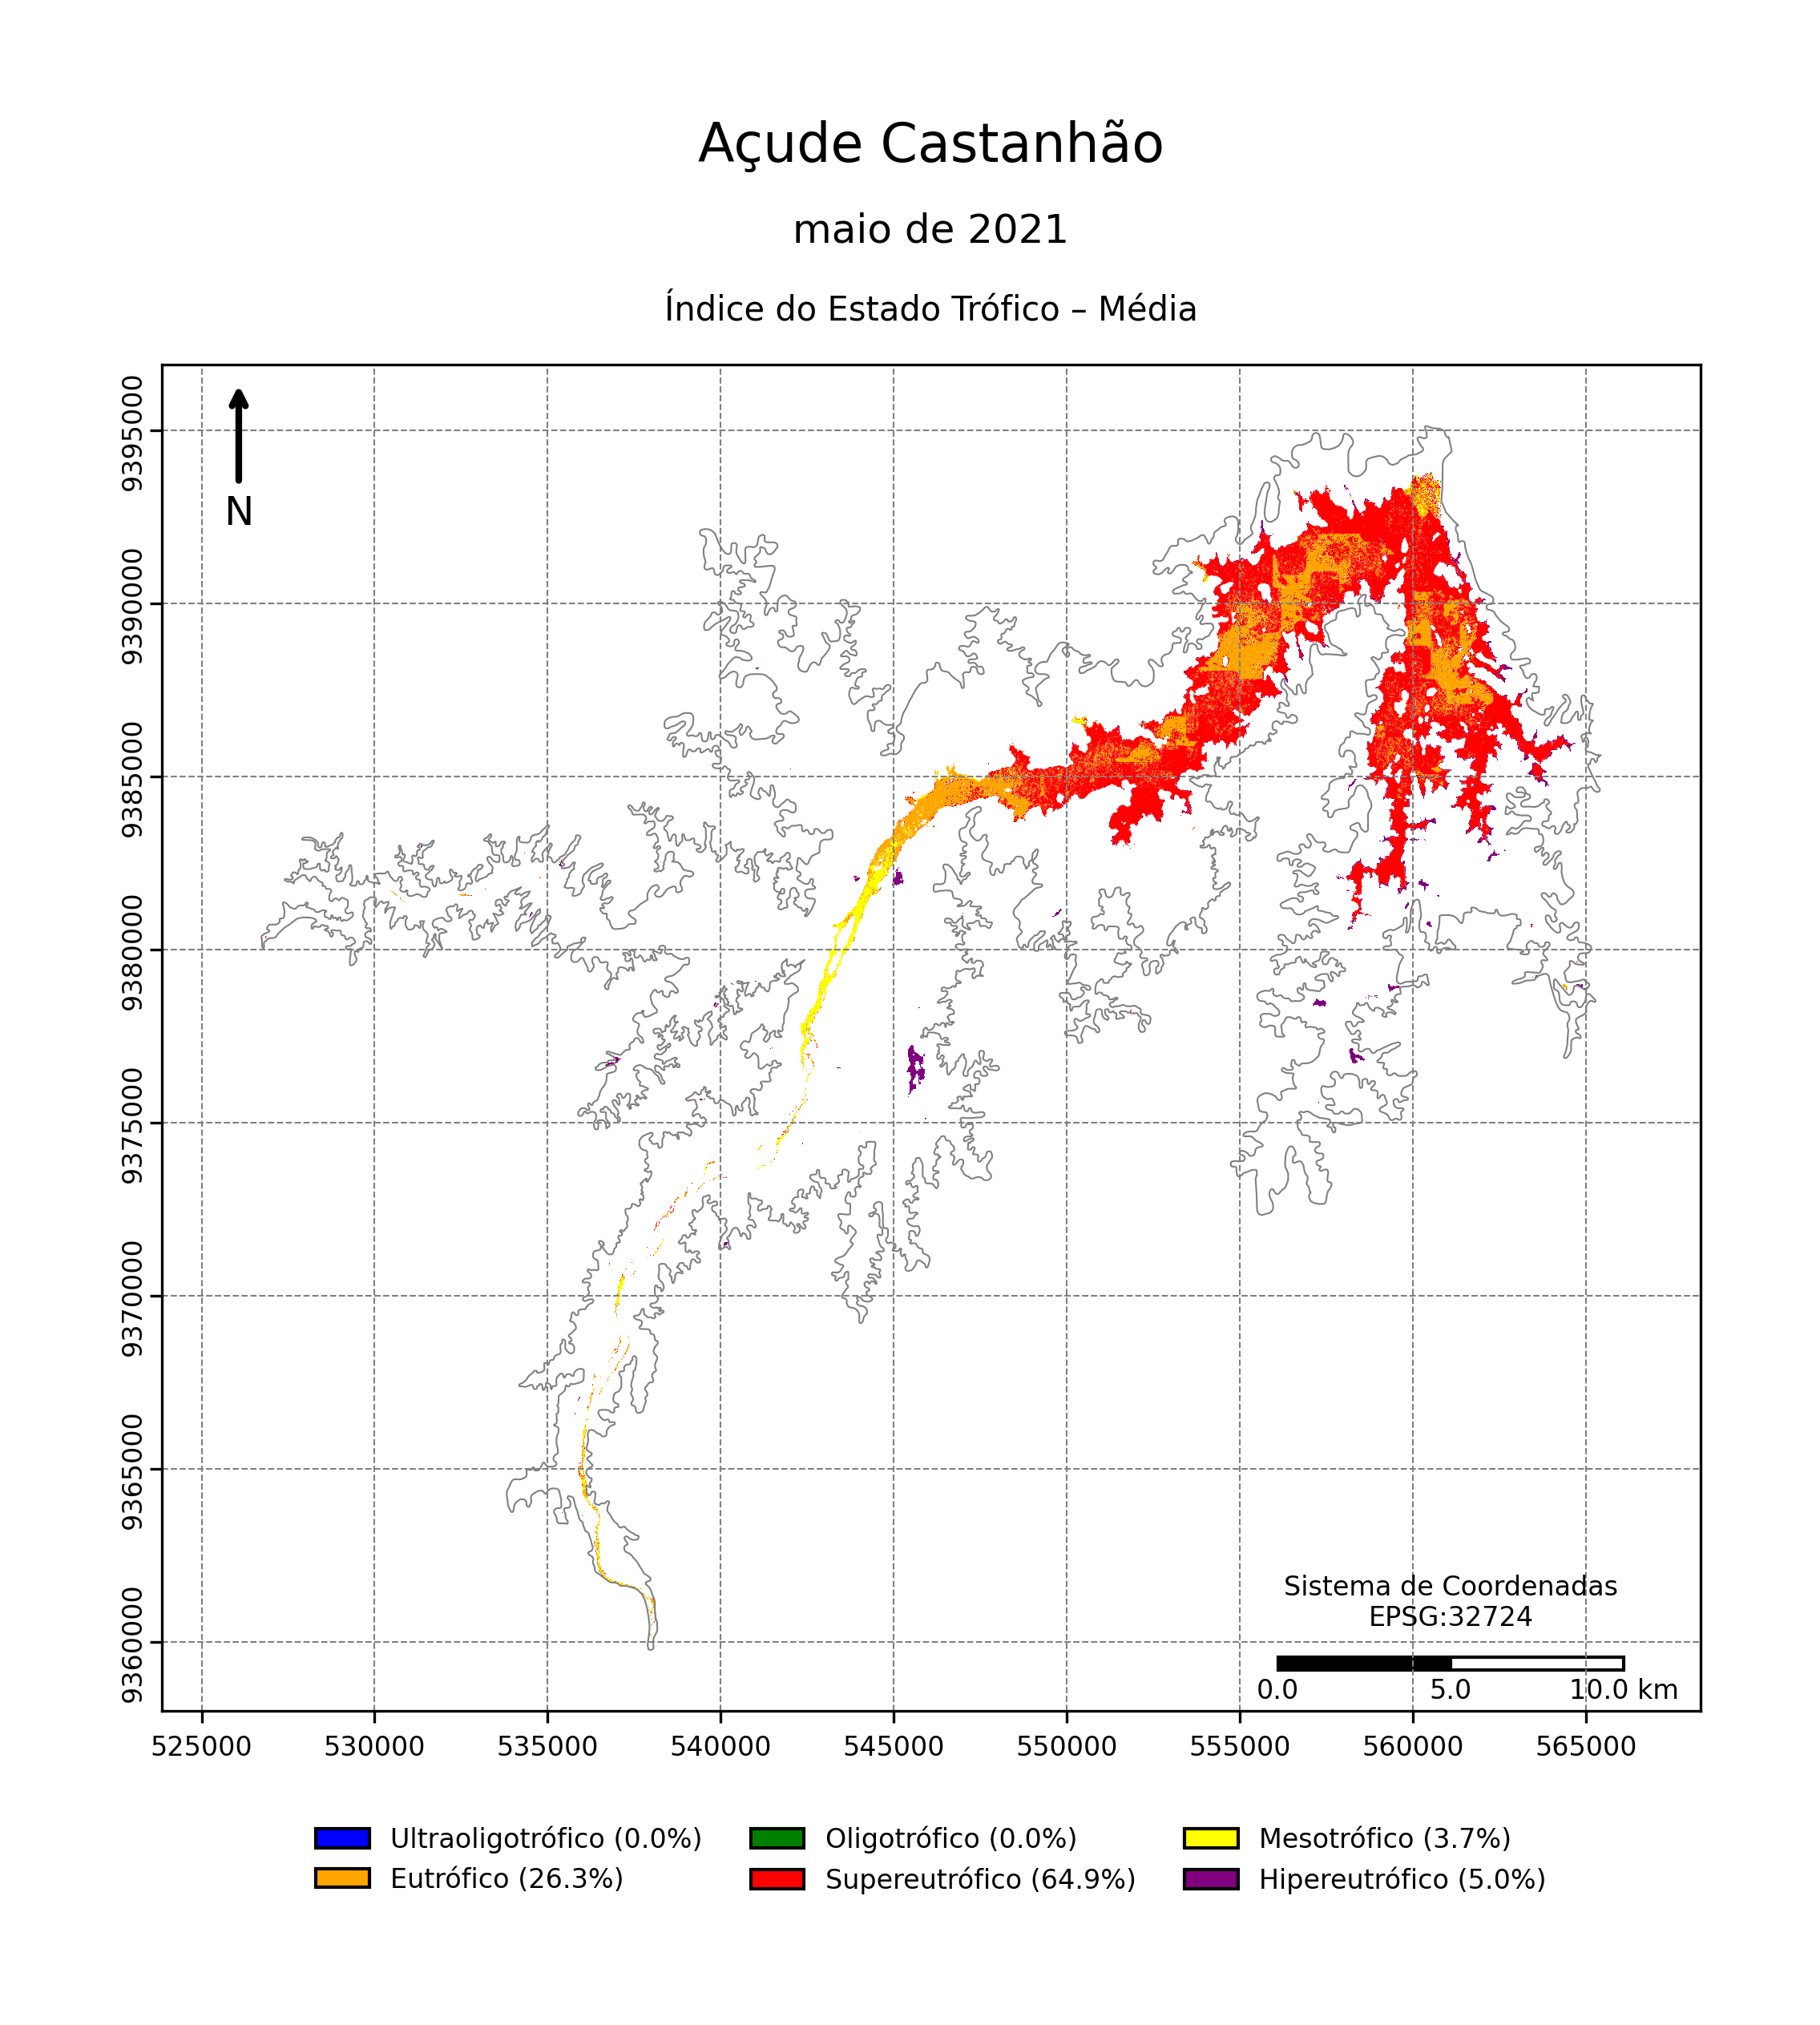 Açude Castanhão
maio de 2021
Índice do Estado Trófico – Média
N
9395000
9390000
9385000
9380000
9375000
9370000
9365000
9360000
Sistema de Coordenadas
EPSG:32724
0.0 5.0 10.0 km
525000 530000 535000 540000 545000 550000 555000 560000 565000
Ultraoligotrófico (0.0%) Oligotrófico (0.0%) Mesotrófico (3.7%)
Eutrófico (26.3%) Supereutrófico (64.9%) Hipereutrófico (5.0%)